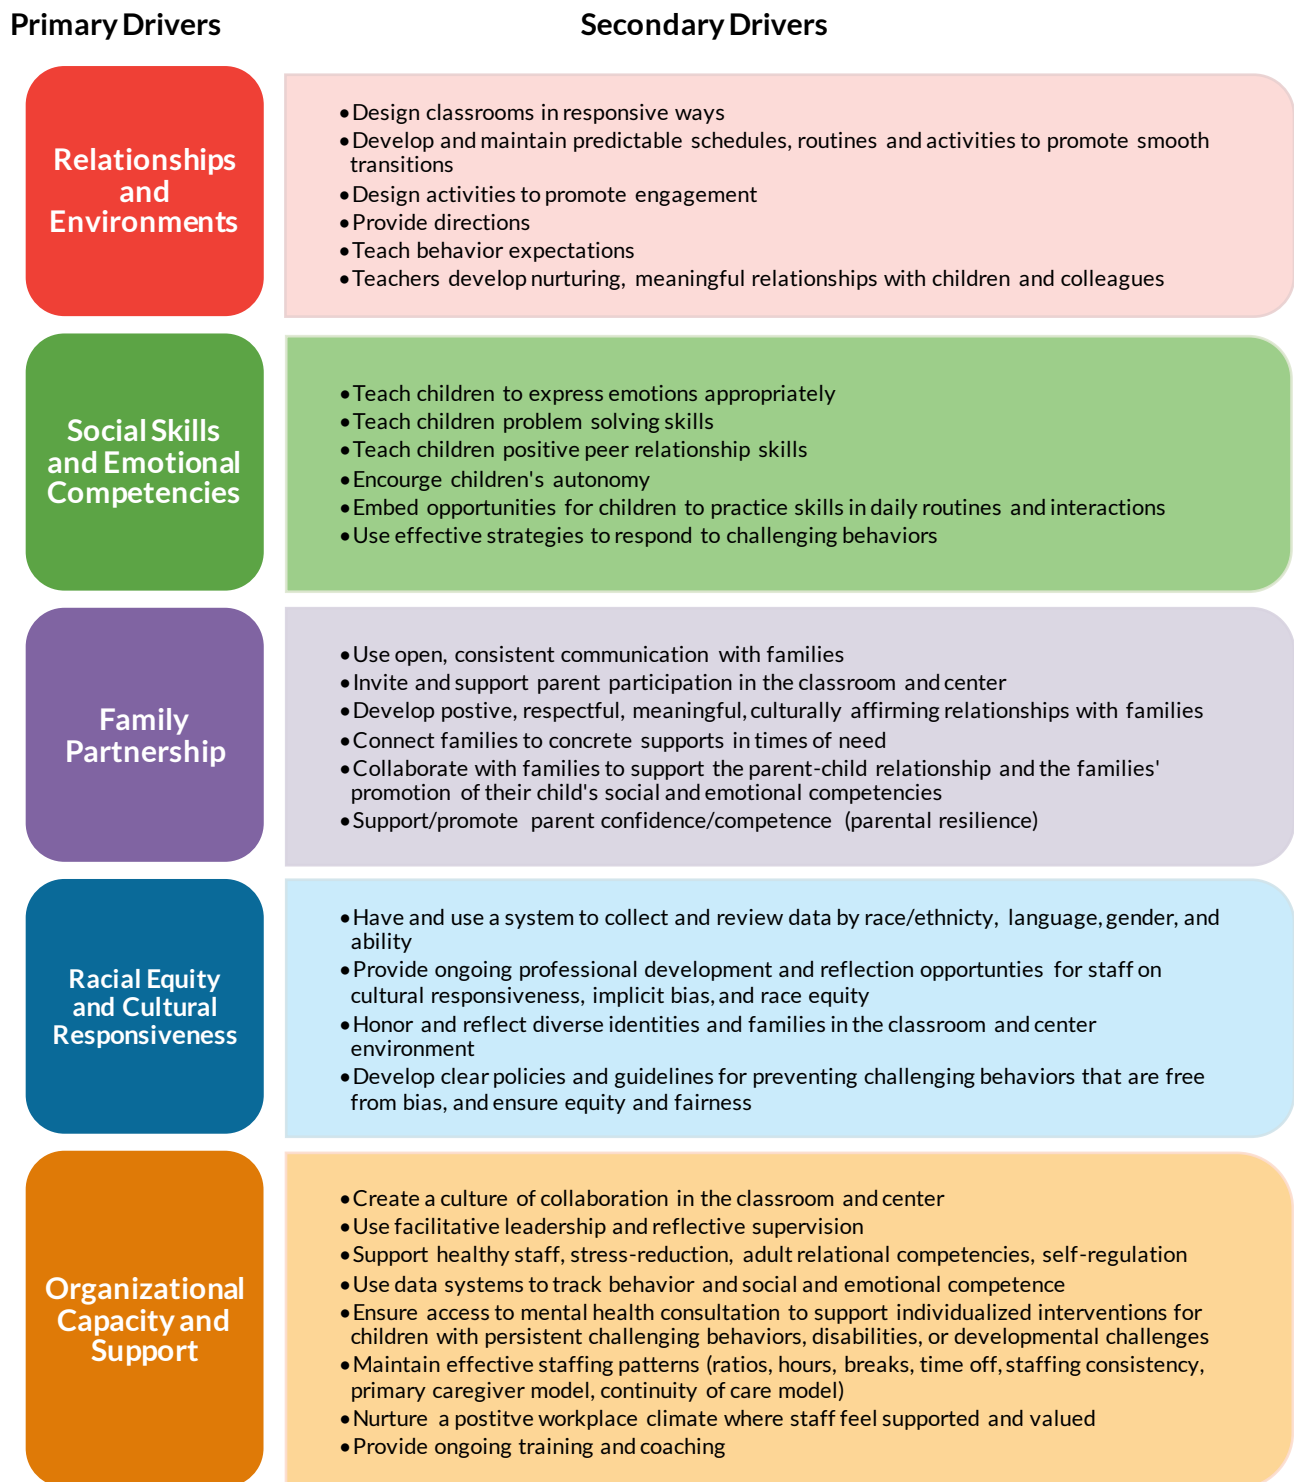 Primary Drivers
Secondary Drivers
Relationships
and
Environments
•Design classrooms in responsive ways
•Develop and maintain predictable schedules, routines and activities to promote smooth
transitions
•Design activities to promote engagement
•Provide directions
•Teach behavior expectations
•Teachers develop nurturing, meaningful relationships with children and colleagues
Social Skills
and Emotional
Competencies
•Teach children to express emotions appropriately
•Teach children problem solving skills
•Teach children positive peer relationship skills
•Encourge children's autonomy
•Embed opportunities for children to practice skills in daily routines and interactions
•Use effective strategies to respond to challenging behaviors
Family
Partnership
•Use open, consistent communication with families
•Invite and support parent participation in the classroom and center
•Develop postive, respectful, meaningful, culturally affirming relationships with families
•Connect families to concrete supports in times of need
•Collaborate with families to support the parent-child relationship and the families'
promotion of their child's social and emotional competencies
•Support/promote parent confidence/competence (parental resilience)
Racial Equity
and Cultural
Responsiveness
•Have and use a system to collect and review data by race/ethnicty, language, gender, and
ability
•Provide ongoing professional development and reflection opportunties for staff on
cultural responsiveness, implicit bias, and race equity
•Honor and reflect diverse identities and families in the classroom and center
environment
•Develop clear policies and guidelines for preventing challenging behaviors that are free
from bias, and ensure equity and fairness
Organizational
Capacity and
Support
•Create a culture of collaboration in the classroom and center
•Use facilitative leadership and reflective supervision
•Support healthy staff, stress-reduction, adult relational competencies, self-regulation
•Use data systems to track behavior and social and emotional competence
•Ensure access to mental health consultation to support individualized interventions for
children with persistent challenging behaviors, disabilities, or developmental challenges
•Maintain effective staffing patterns (ratios, hours, breaks, time off, staffing consistency,
primary caregiver model, continuity of care model)
•Nurture a postitve workplace climate where staff feel supported and valued
•Provide ongoing training and coaching